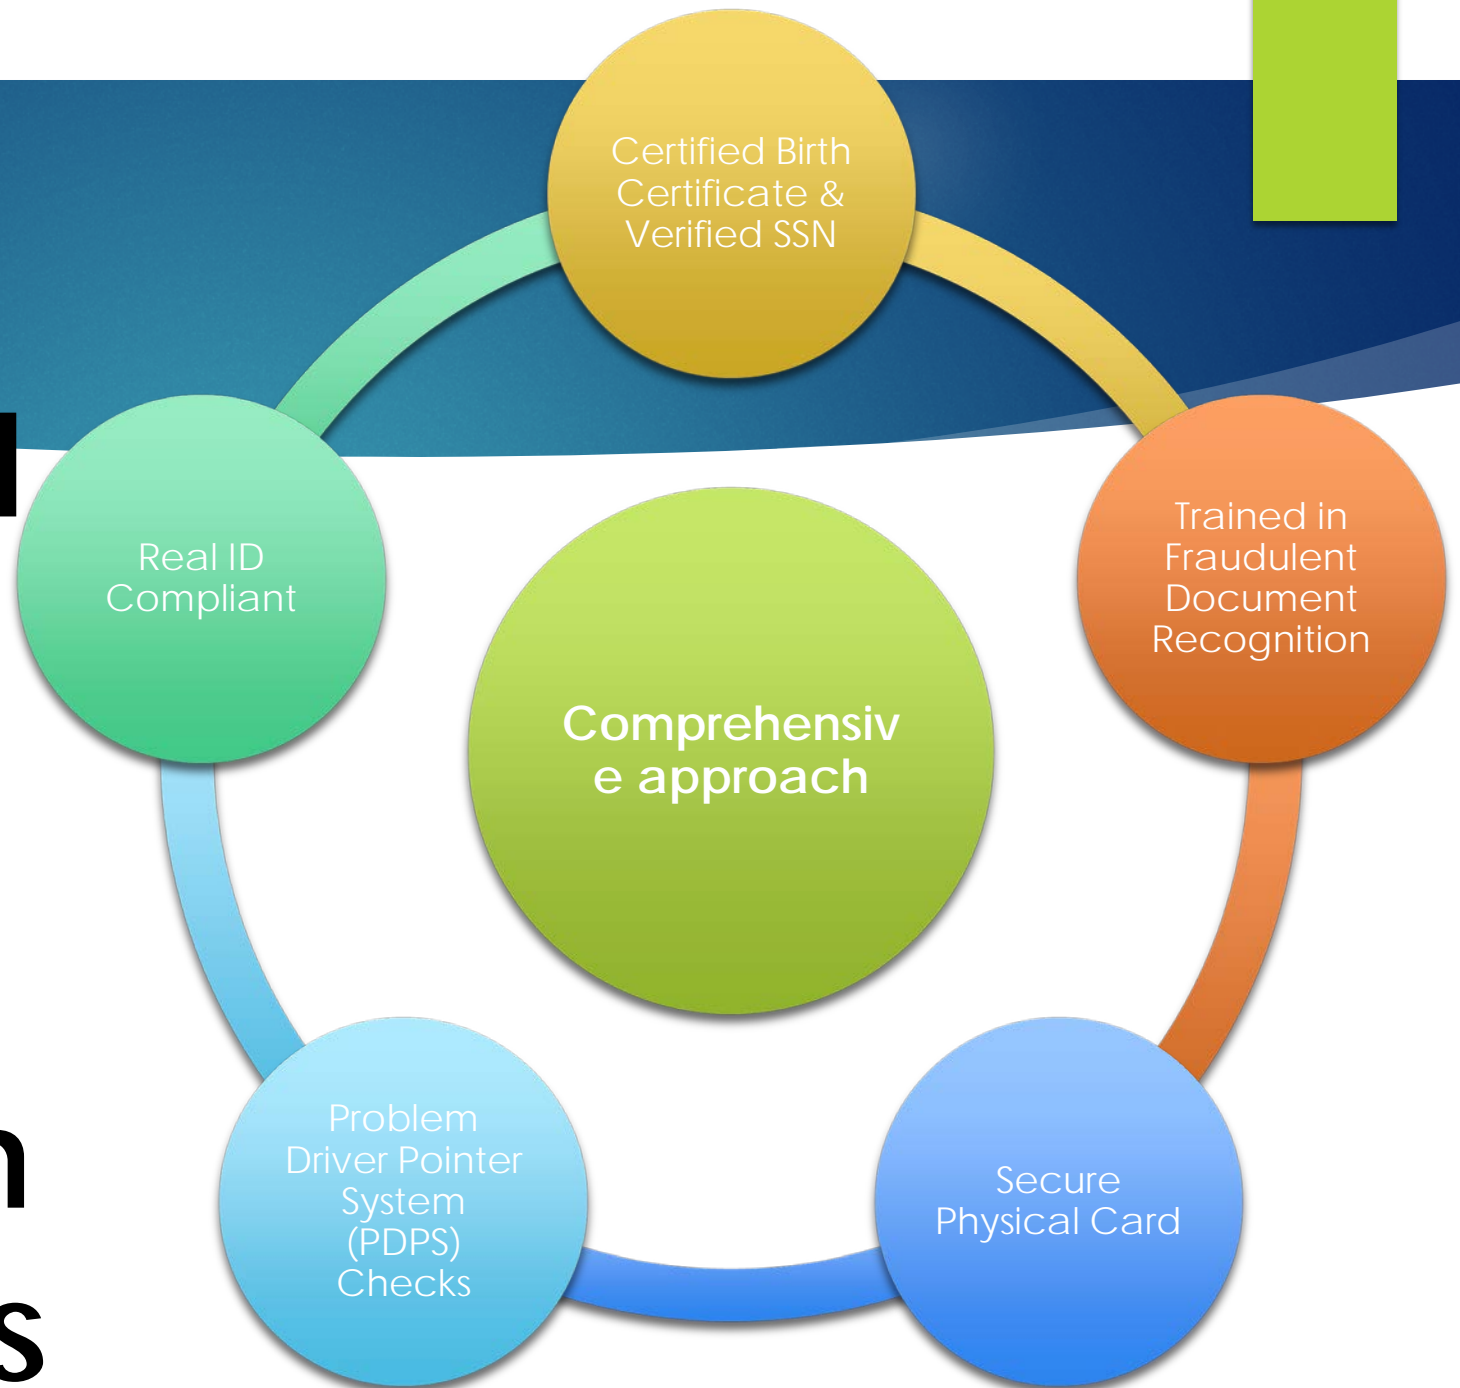 Certified Birth
Certificate &
Verified SSN
Trained in
Fraudulent
Document
Recognition
Secure
Physical Card
Problem
Driver Pointer
System
(PDPS)
Checks
Real ID
Compliant
Comprehensiv
e approach
s